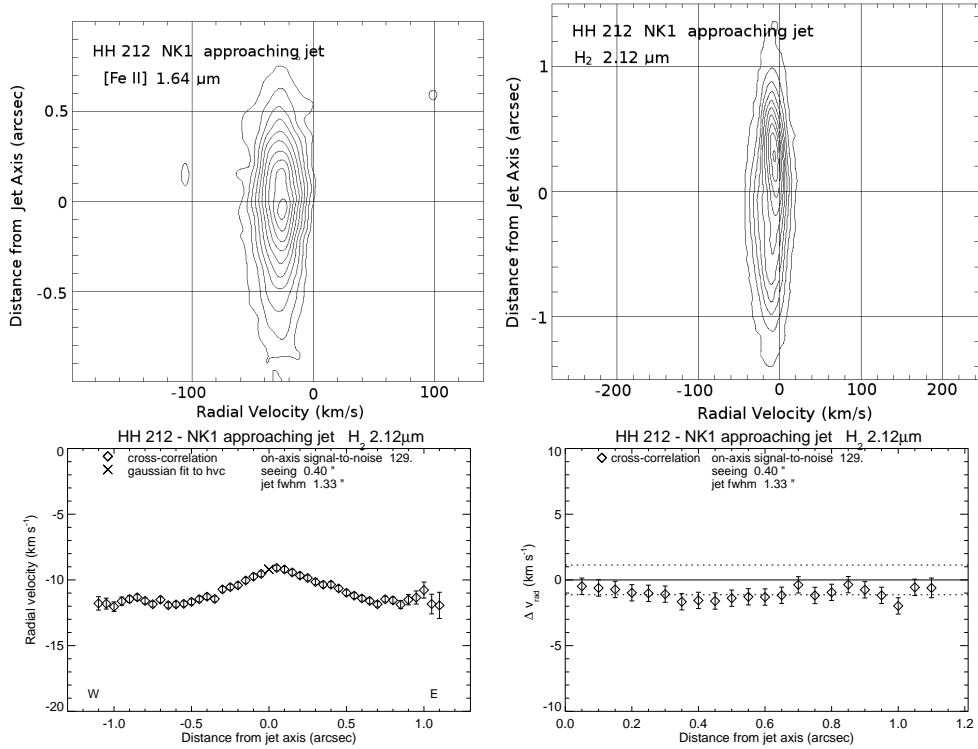 HH 212 NK1 approaching jet
[Fe II] 1.64 μm
0.5
0
-0.5
Distance from Jet Axis (arcsec)
-100
0
100
Radial Velocity (km/s)
HH 212 NK1 approaching jet
H₂ 2.12 μm
1
0
-1
Distance from Jet Axis (arcsec)
-200
-100
0
100
200
Radial Velocity (km/s)
HH 212 - NK1 approaching jet H₂ 2.12μm
cross-correlation
gaussian fit to hvc
on-axis signal-to-noise 129.
seeing 0.40 "
jet fwhm 1.33 "
0
-5
-10
-15
-20
Radial velocity (km s⁻¹)
W
E
-1.0
-0.5
0.0
0.5
1.0
Distance from jet axis (arcsec)
HH 212 - NK1 approaching jet H₂ 2.12μm
cross-correlation
on-axis signal-to-noise 129.
seeing 0.40 "
jet fwhm 1.33 "
10
5
0
-5
-10
Δ v_rad (km s⁻¹)
0.0
0.2
0.4
0.6
0.8
1.0
1.2
Distance from jet axis (arcsec)